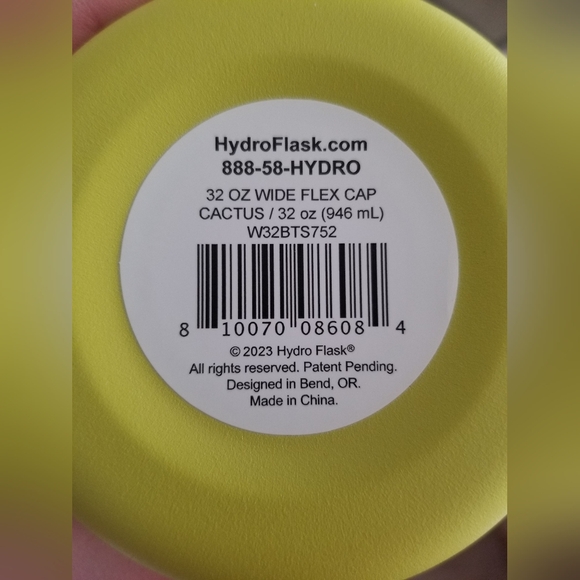 HydroFlask.com
888-58-HYDRO
32 OZ WIDE FLEX CAP
CACTUS / 32 oz (946 mL)
W32BTS752
8 10070 08608 4
© 2023 Hydro Flask®
All rights reserved. Patent Pending.
Designed in Bend, OR.
Made in China.